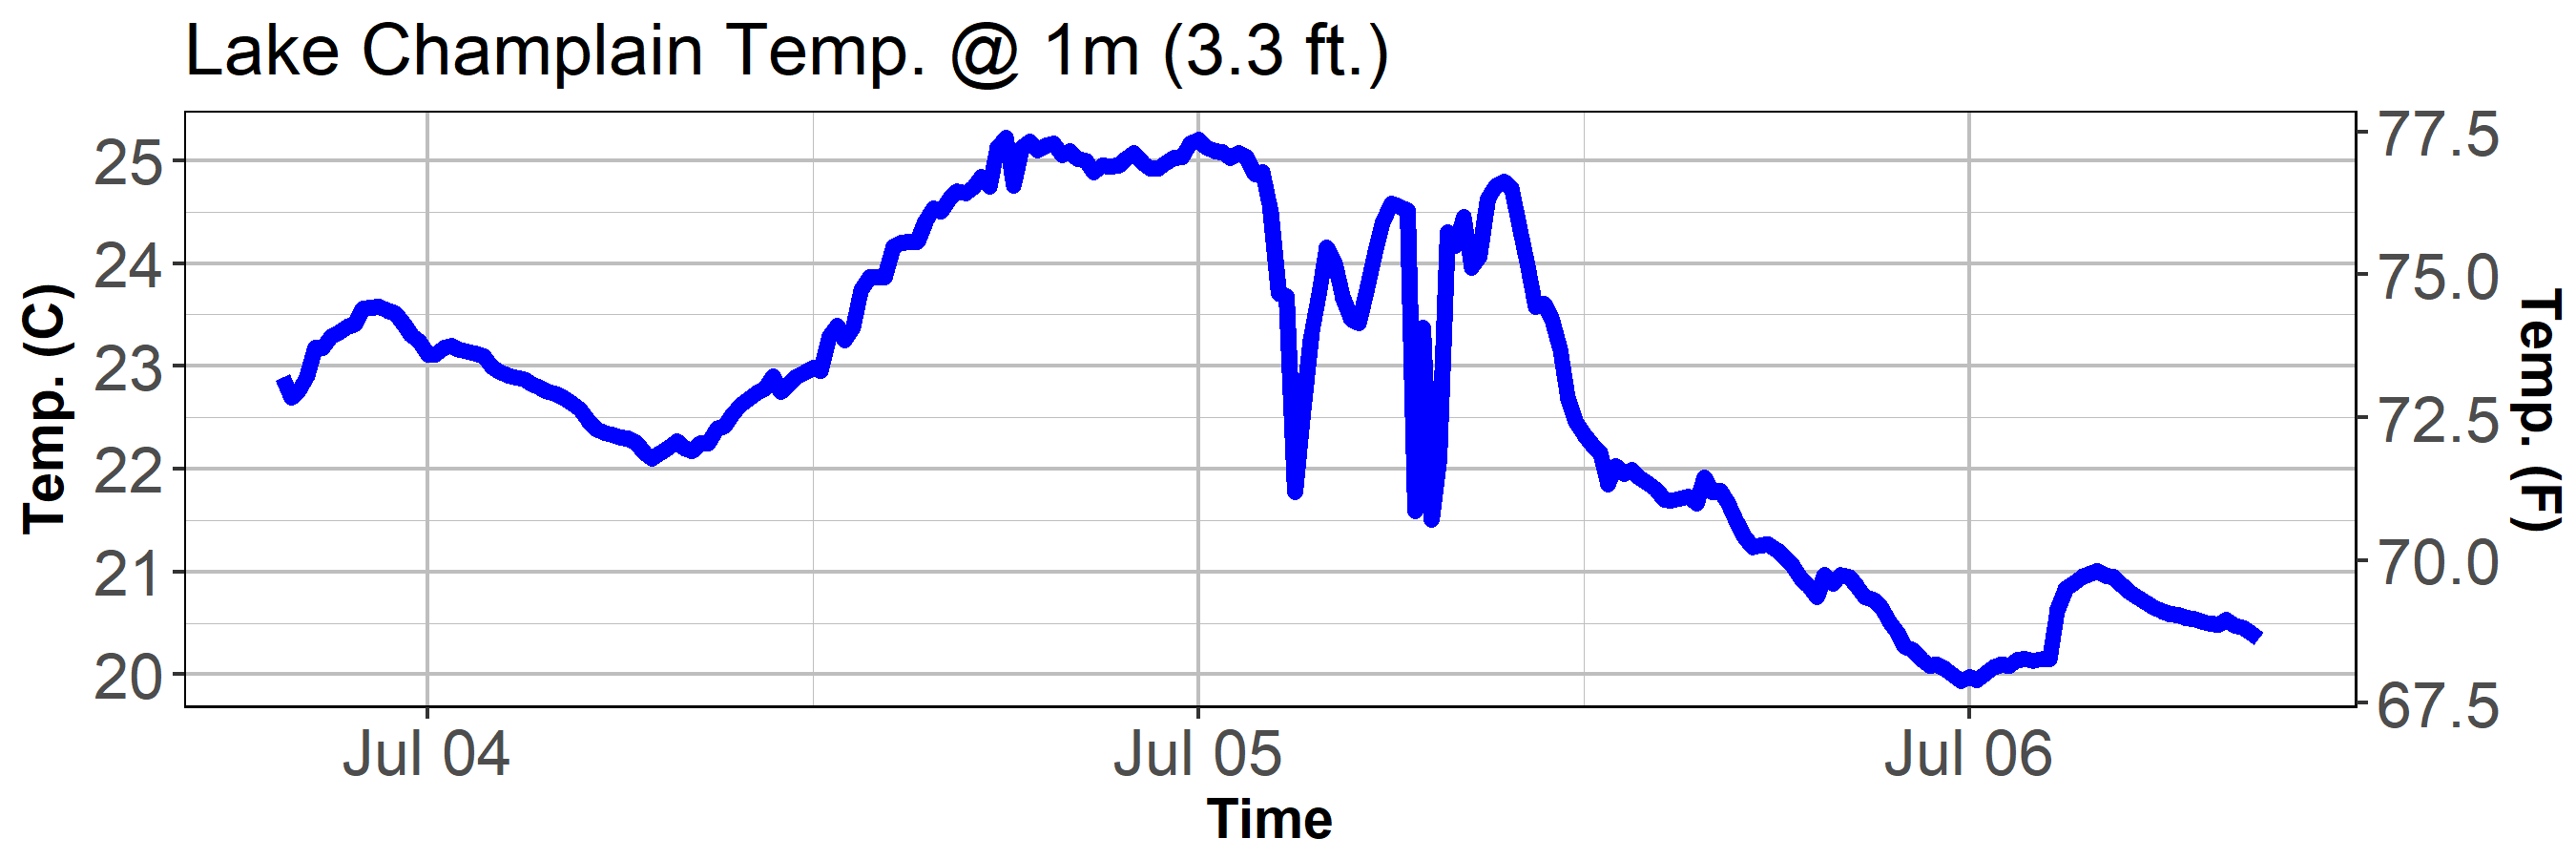 Lake Champlain Temp. @ 1m (3.3 ft.)
Temp. (C)
25
24
23
22
21
20
77.5
75.0
72.5
70.0
67.5
Temp. (F)
Jul 04 Jul 05 Jul 06
Time